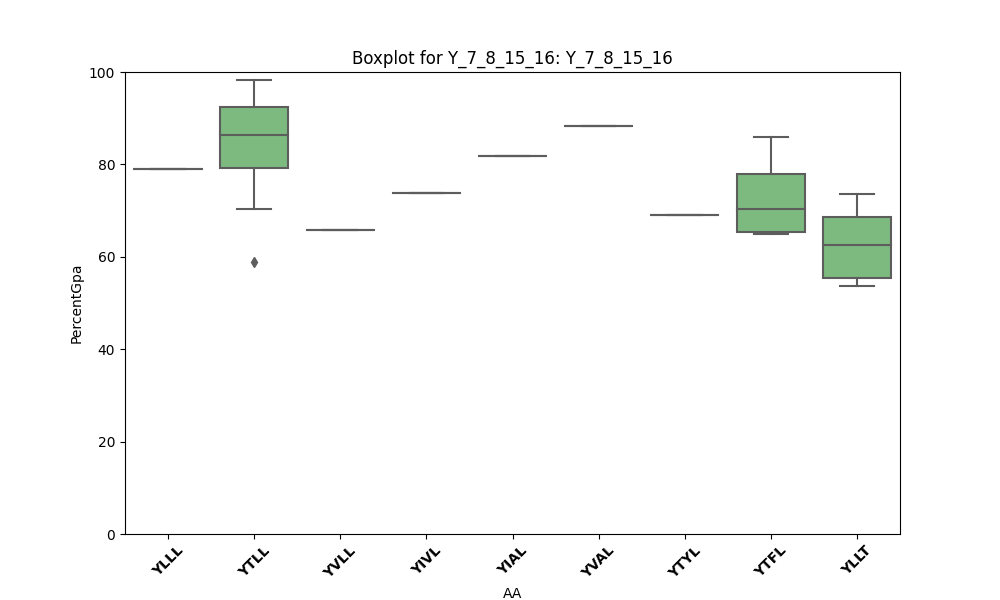 Boxplot for Y_7_8_15_16: Y_7_8_15_16
100
80
60
40
20
0
PercentGpa
YLLL
YTLL
YVLL
YIVL
YIAL
YVAL
YTYL
YTFL
YLLT
AA